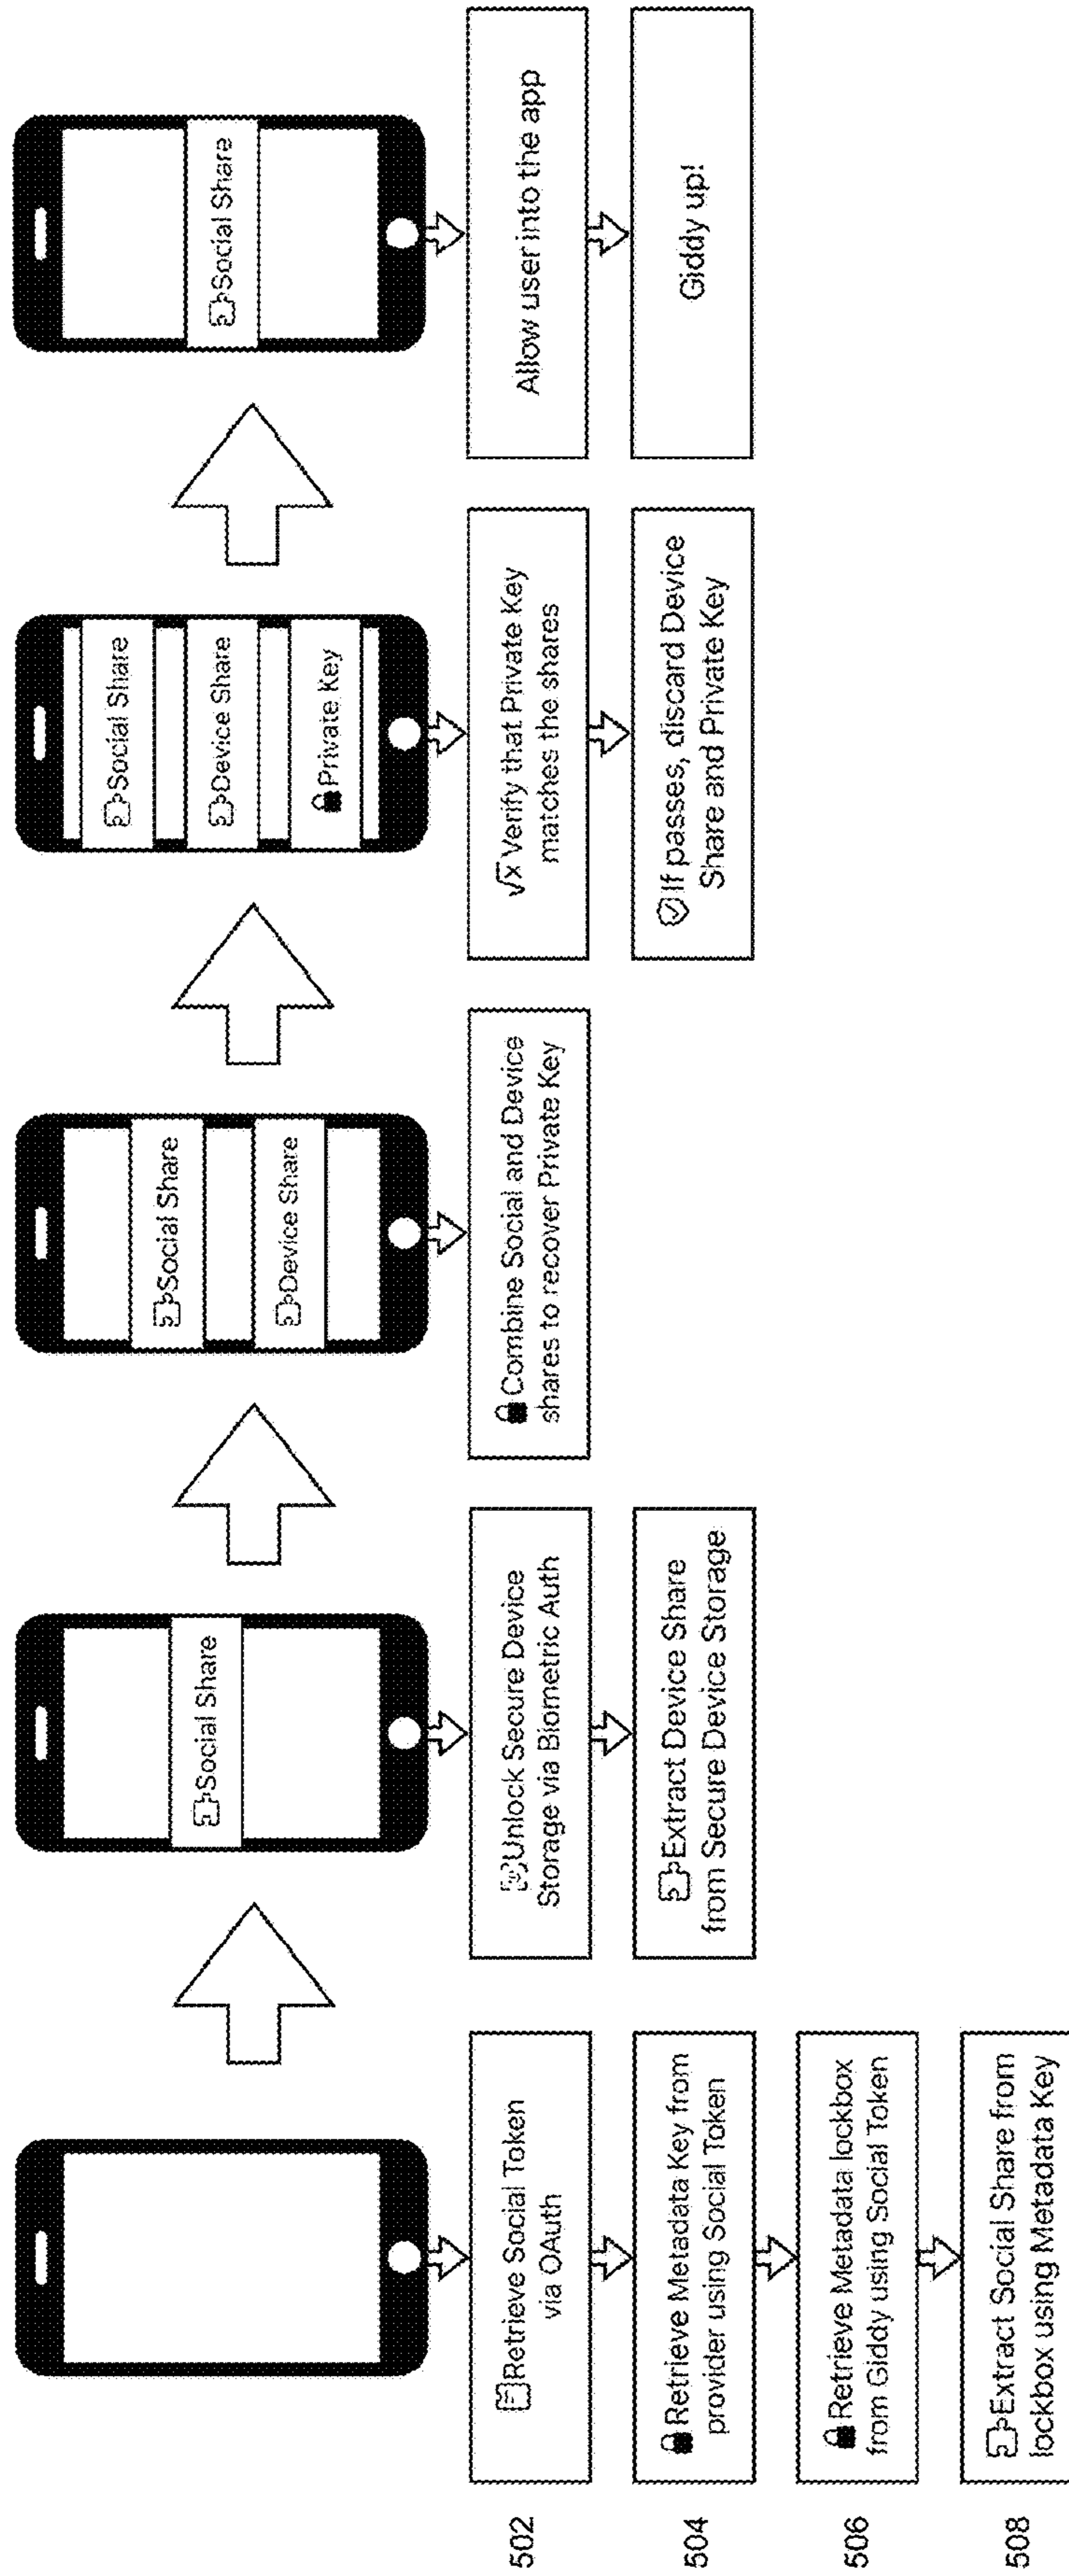 502
Retrieve Social Token
via OAuth
504
Retrieve Metadata Key from
provider using Social Token
506
Retrieve Metadata lockbox
from Giddy using Social Token
508
Extract Social Share from
lockbox using Metadata Key
Social Share
Unlock Secure Device
Storage via Biometric Auth
Extract Device Share
from Secure Device Storage
Social Share
Device Share
Combine Social and Device
shares to recover Private Key
Social Share
Device Share
Private Key
√x Verify that Private Key
matches the shares
If passes, discard Device
Share and Private Key
Social Share
Allow user into the app
Giddy up!